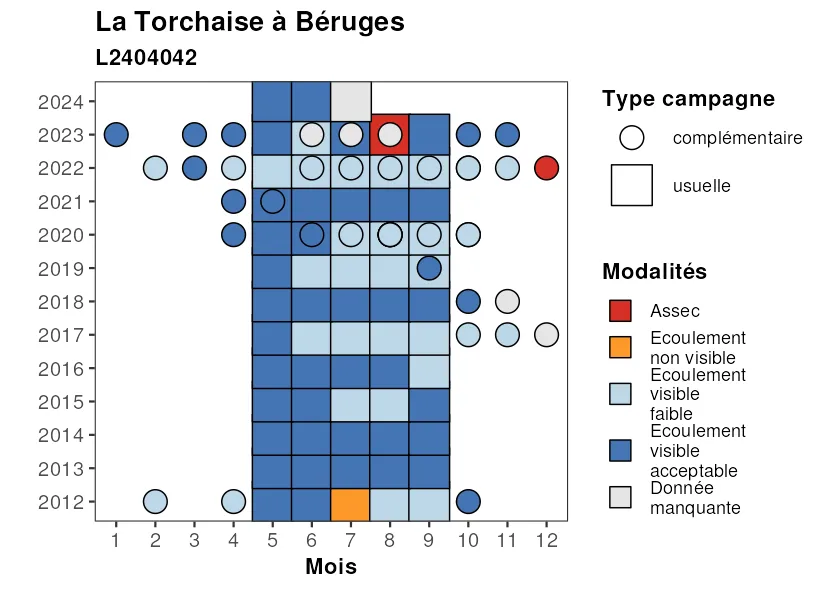 La Torchaise à Béruges
L2404042
2024
2023
2022
2021
2020
2019
2018
2017
2016
2015
2014
2013
2012
1 2 3 4 5 6 7 8 9 10 11 12
Mois
Type campagne
complémentaire
usuelle
Modalités
Assec
Ecoulement
non visible
Ecoulement
visible
faible
Ecoulement
visible
acceptable
Donnée
manquante